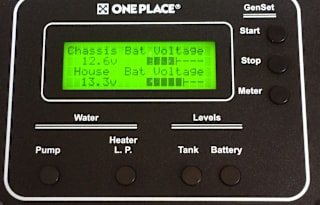 ONE PLACE®
GenSet
Chassis Bat Voltage
12.6v
House Bat Voltage
13.3v
Start
Stop
Meter
Water
Levels
Pump
Heater
L. P.
Tank
Battery